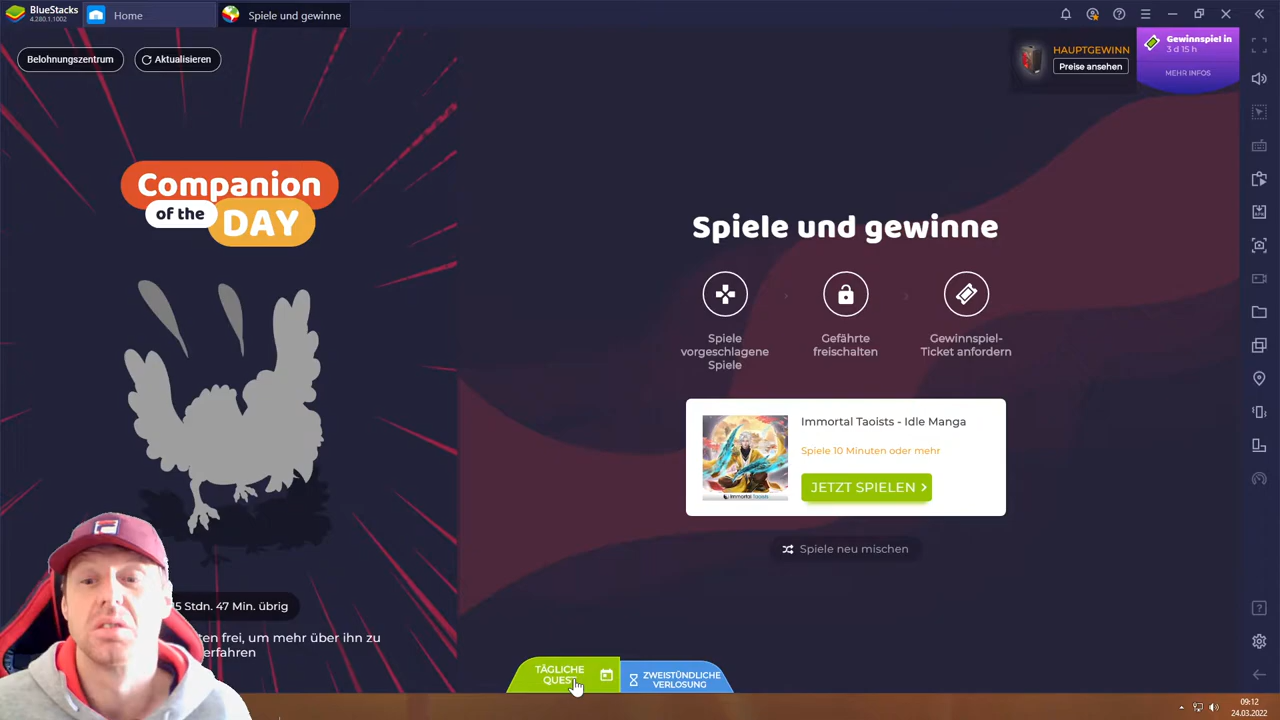 BlueStacks
4.280.1.1002
Home
Spiele und gewinne
Belohnungszentrum
Aktualisieren
HAUPTGEWINN
Preise ansehen
Gewinnspiel in
3 d 15 h
MEHR INFOS
Companion
of the
DAY
Spiele und gewinne
Spiele
vorgeschlagene
Spiele
Gefährte
freischalten
Gewinnspiel-
Ticket anfordern
Immortal Taoists - Idle Manga
Spiele 10 Minuten oder mehr
JETZT SPIELEN
Immortal Taoists
Spiele neu mischen
5 Stdn. 47 Min. übrig
ten frei, um mehr über ihn zu
erfahren
TÄGLICHE
QUEST
ZWEISTÜNDLICHE
VERLOSUNG
09:12
24.03.2022